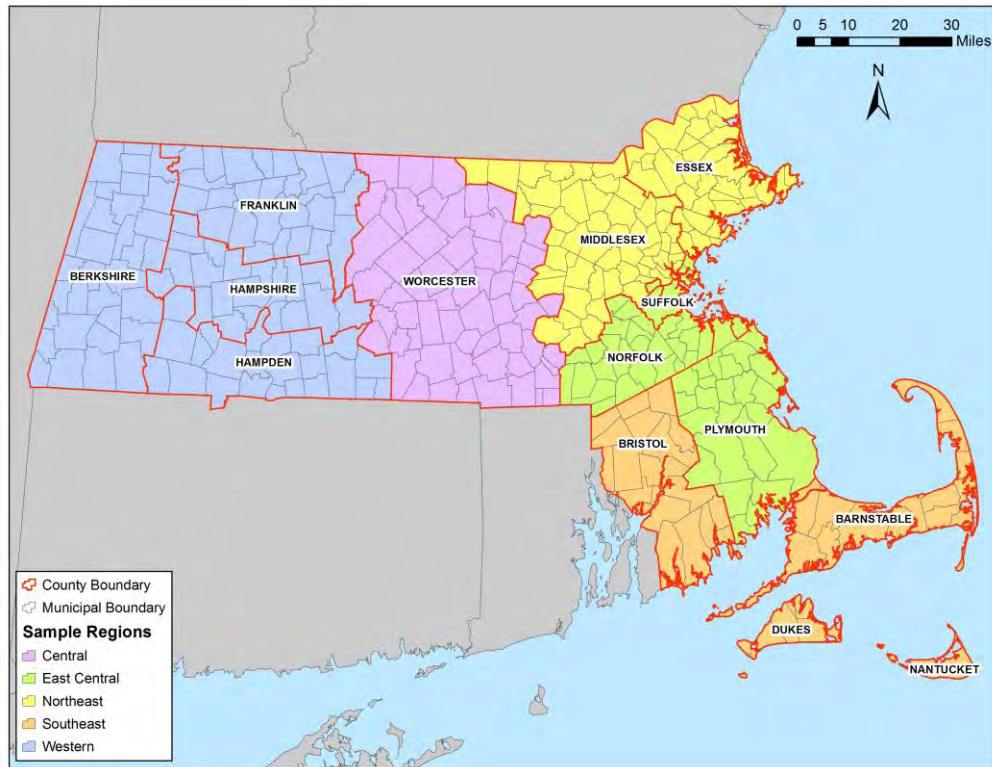 0 5 10 20 30
Miles
N
ESSEX
FRANKLIN
MIDDLESEX
BERKSHIRE
HAMPSHIRE
WORCESTER
SUFFOLK
NORFOLK
HAMPDEN
PLYMOUTH
BRISTOL
BARNSTABLE
DUKES
NANTUCKET
County Boundary
Municipal Boundary
Sample Regions
Central
East Central
Northeast
Southeast
Western